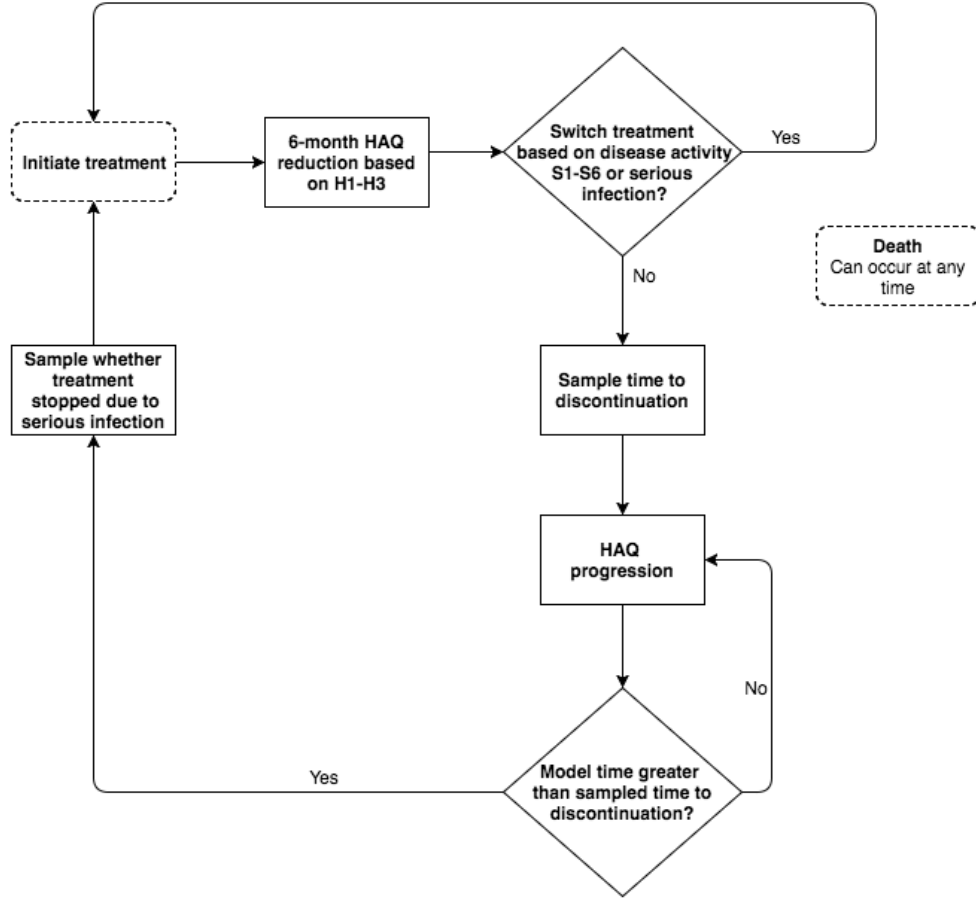 Initiate treatment
6-month HAQ
reduction based
on H1-H3
Switch treatment
based on disease activity
S1-S6 or serious
infection?
Yes
No
Death
Can occur at any
time
Sample time to
discontinuation
HAQ
progression
No
Model time greater
than sampled time to
discontinuation?
Yes
Sample whether
treatment
stopped due to
serious infection